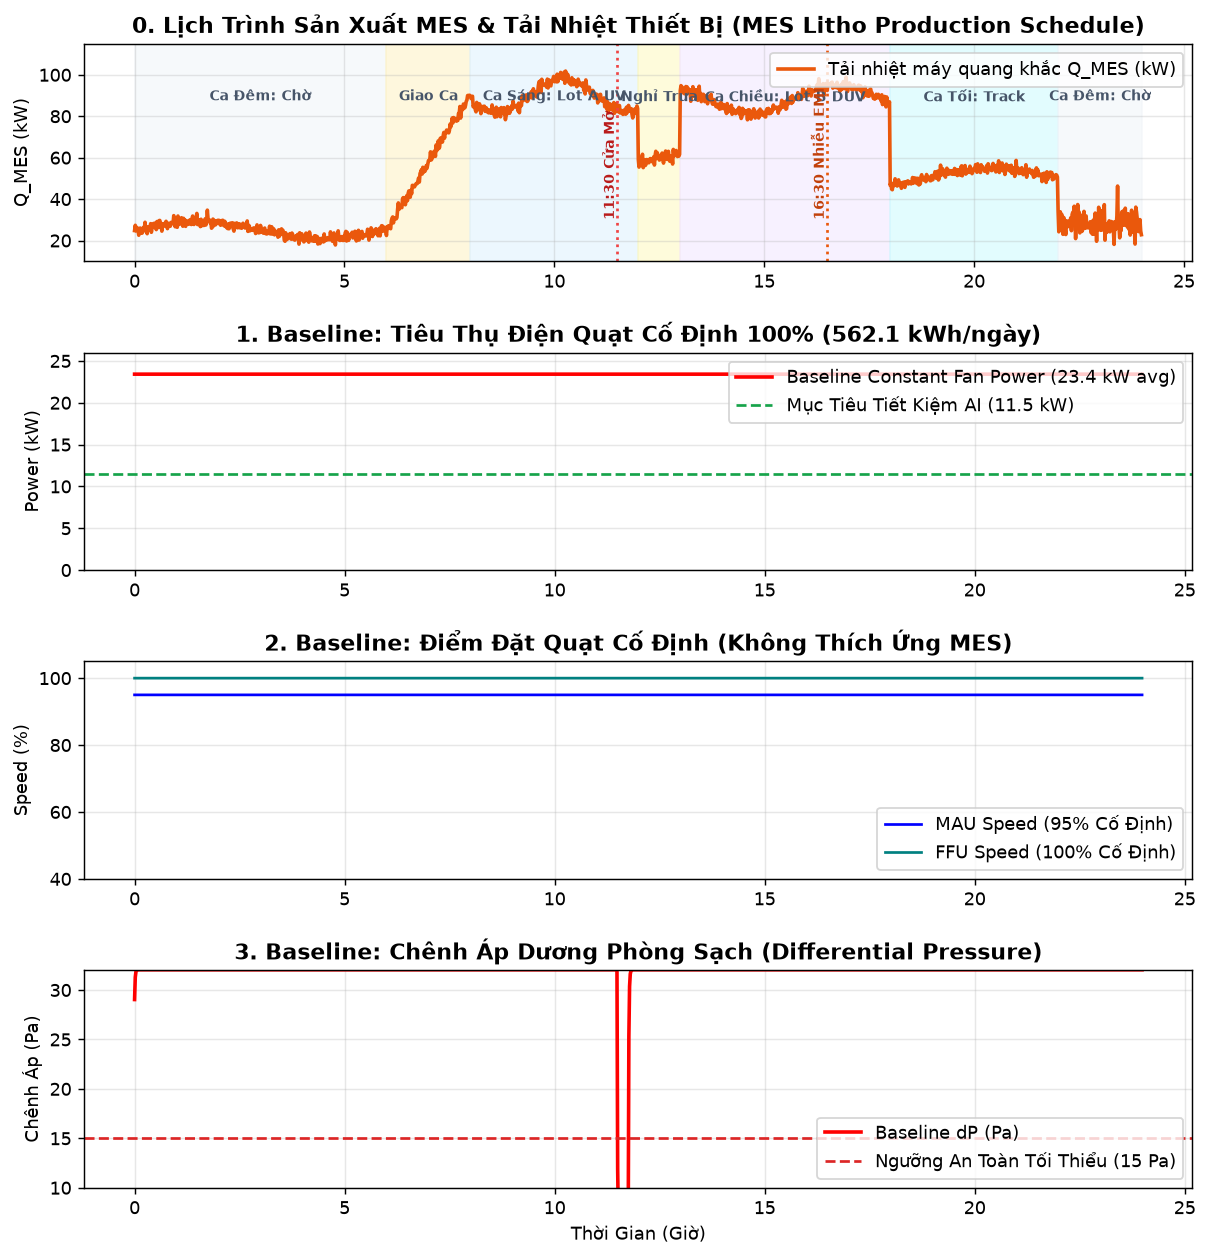 0. Lịch Trình Sản Xuất MES & Tải Nhiệt Thiết Bị (MES Litho Production Schedule)
Q_MES (kW)
100
80
60
40
20
Tải nhiệt máy quang khắc Q_MES (kW)
Ca Đêm: Chờ
Giao Ca
Ca Sáng: Lot A UV
Nghỉ Trưa
Ca Chiều: Lot B DUV
Ca Tối: Track
Ca Đêm: Chờ
11:30 Cửa Mở
16:30 Nhiễu EMI
0 5 10 15 20 25
1. Baseline: Tiêu Thụ Điện Quạt Cố Định 100% (562.1 kWh/ngày)
Power (kW)
25
20
15
10
5
0
Baseline Constant Fan Power (23.4 kW avg)
Mục Tiêu Tiết Kiệm AI (11.5 kW)
0 5 10 15 20 25
2. Baseline: Điểm Đặt Quạt Cố Định (Không Thích Ứng MES)
Speed (%)
100
80
60
40
MAU Speed (95% Cố Định)
FFU Speed (100% Cố Định)
0 5 10 15 20 25
3. Baseline: Chênh Áp Dương Phòng Sạch (Differential Pressure)
Chênh Áp (Pa)
30
25
20
15
10
Baseline dP (Pa)
Ngưỡng An Toàn Tối Thiểu (15 Pa)
0 5 10 15 20 25
Thời Gian (Giờ)